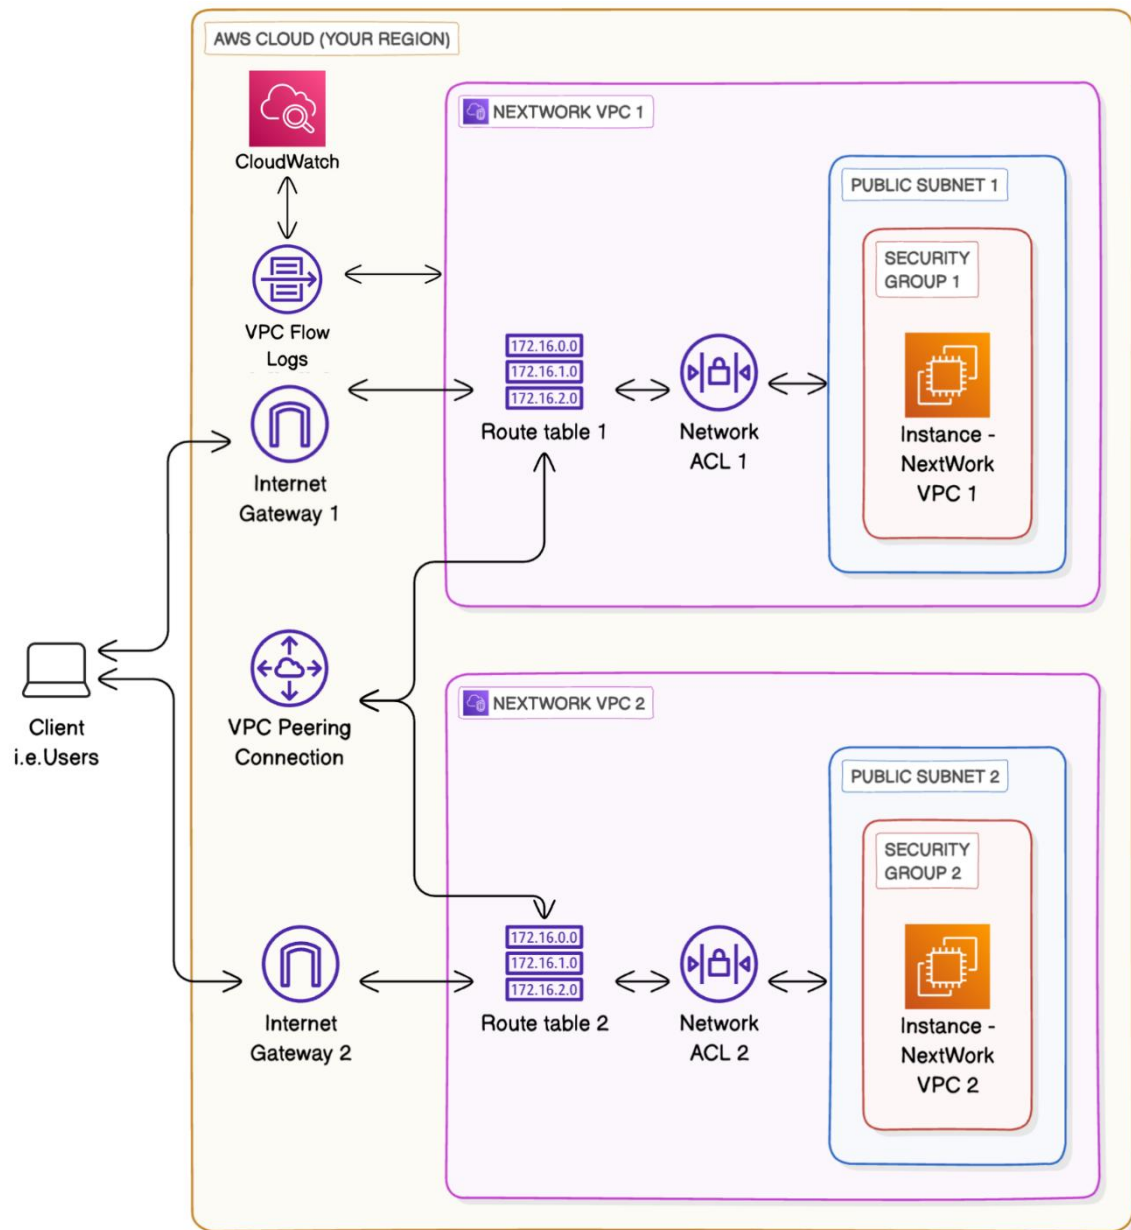 AWS CLOUD (YOUR REGION)
CloudWatch
VPC Flow
Logs
Internet
Gateway 1
NEXTWORK VPC 1
172.16.0.0
172.16.1.0
172.16.2.0
Route table 1
Network
ACL 1
PUBLIC SUBNET 1
SECURITY
GROUP 1
Instance -
NextWork
VPC 1
Client
i.e.Users
VPC Peering
Connection
Internet
Gateway 2
NEXTWORK VPC 2
172.16.0.0
172.16.1.0
172.16.2.0
Route table 2
Network
ACL 2
PUBLIC SUBNET 2
SECURITY
GROUP 2
Instance -
NextWork
VPC 2